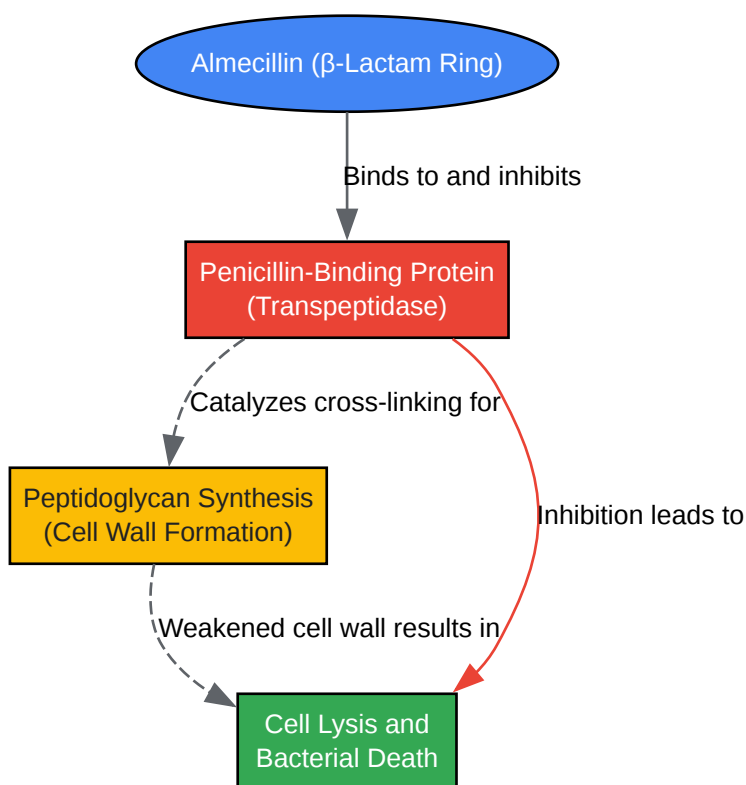 Almecillin (β-Lactam Ring)
Binds to and inhibits
Penicillin-Binding Protein
(Transpeptidase)
Catalyzes cross-linking for
Peptidoglycan Synthesis
(Cell Wall Formation)
Inhibition leads to
Weakened cell wall results in
Cell Lysis and
Bacterial Death